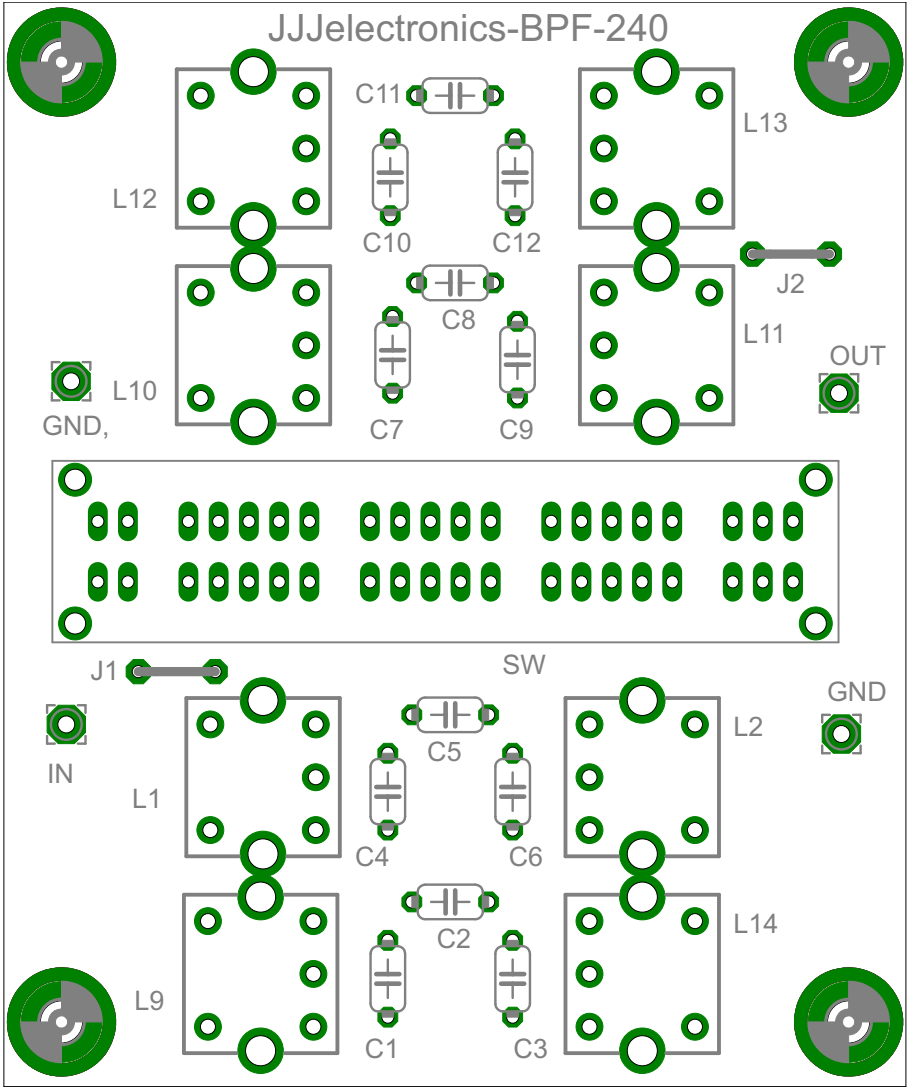 JJJelectronics-BPF-240
C11
L13
L12
C10
C12
J2
C8
L11
OUT
L10
GND,
C7
C9
SW
J1
GND
L2
C5
IN
L1
C4
C6
L14
C2
L9
C1
C3